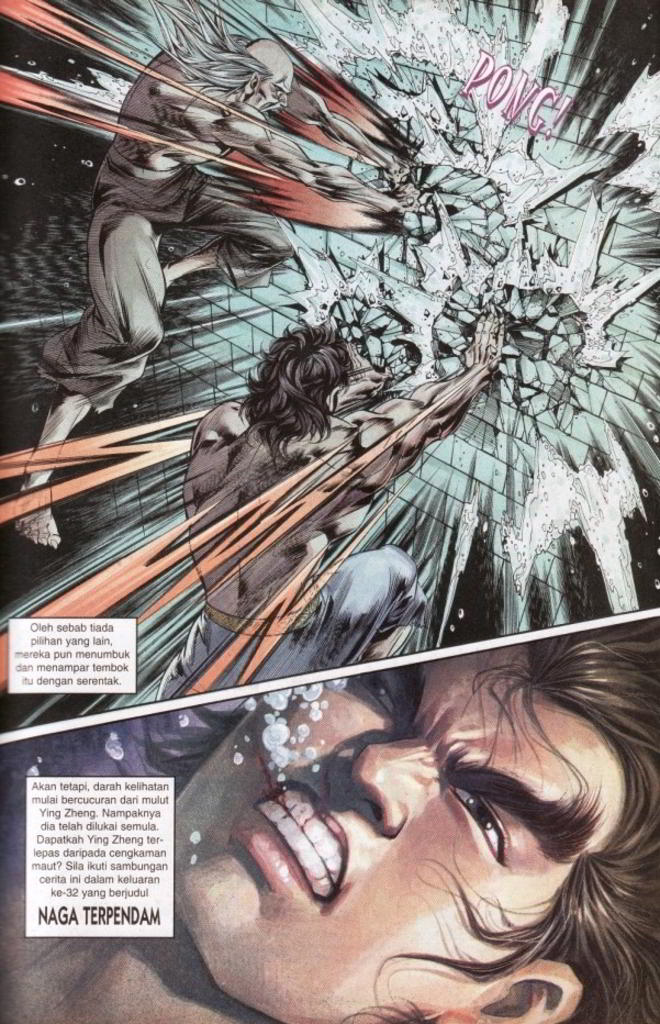 PONG!
Oleh sebab tiada
pilihan yang lain,
mereka pun menumbuk
dan menampar tembok
itu dengan serentak.
Akan tetapi, darah kelihatan
mulai bercucuran dari mulut
Ying Zheng. Nampaknya
dia telah dilukai semula.
Dapatkah Ying Zheng ter-
lepas daripada cengkaman
maut? Sila ikuti sambungan
cerita ini dalam keluaran
ke-32 yang berjudul
NAGA TERPENDAM